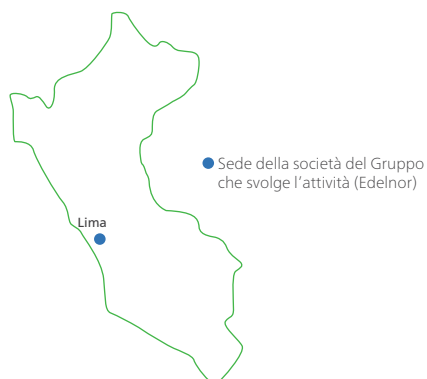 Sede della società del Gruppo
che svolge l'attività (Edelnor)
Lima